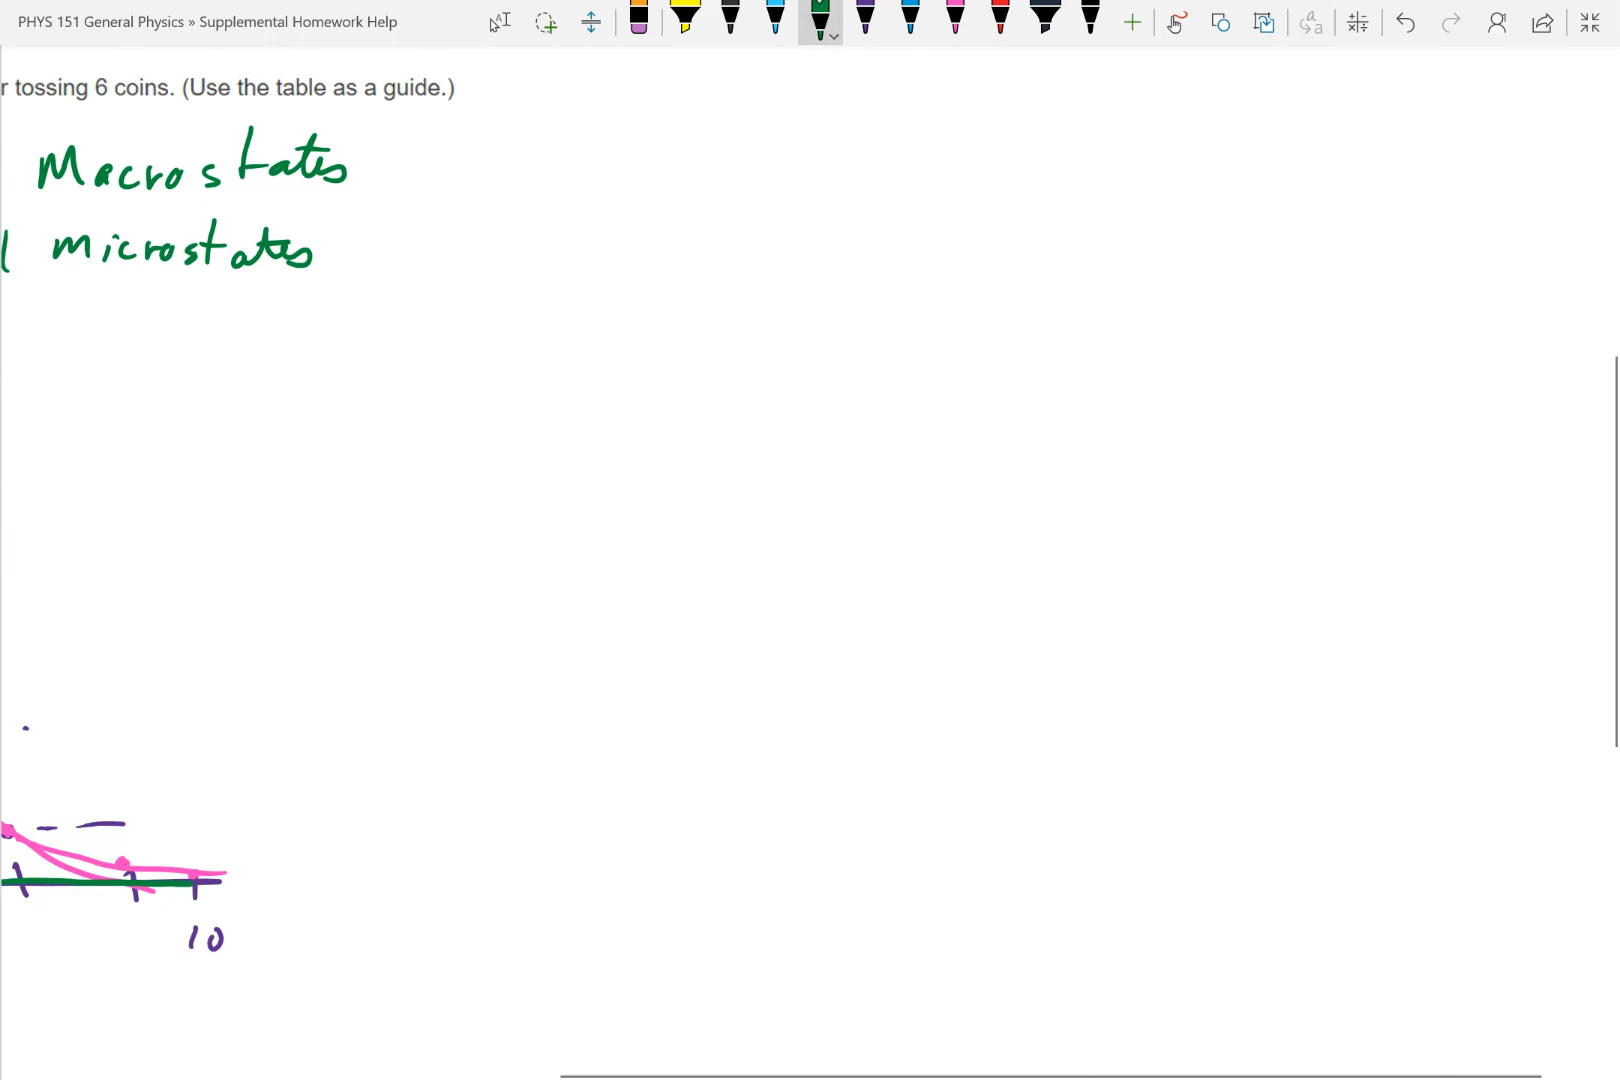 PHYS 151 General Physics » Supplemental Homework Help
r tossing 6 coins. (Use the table as a guide.)
Macrostates
microstates
10